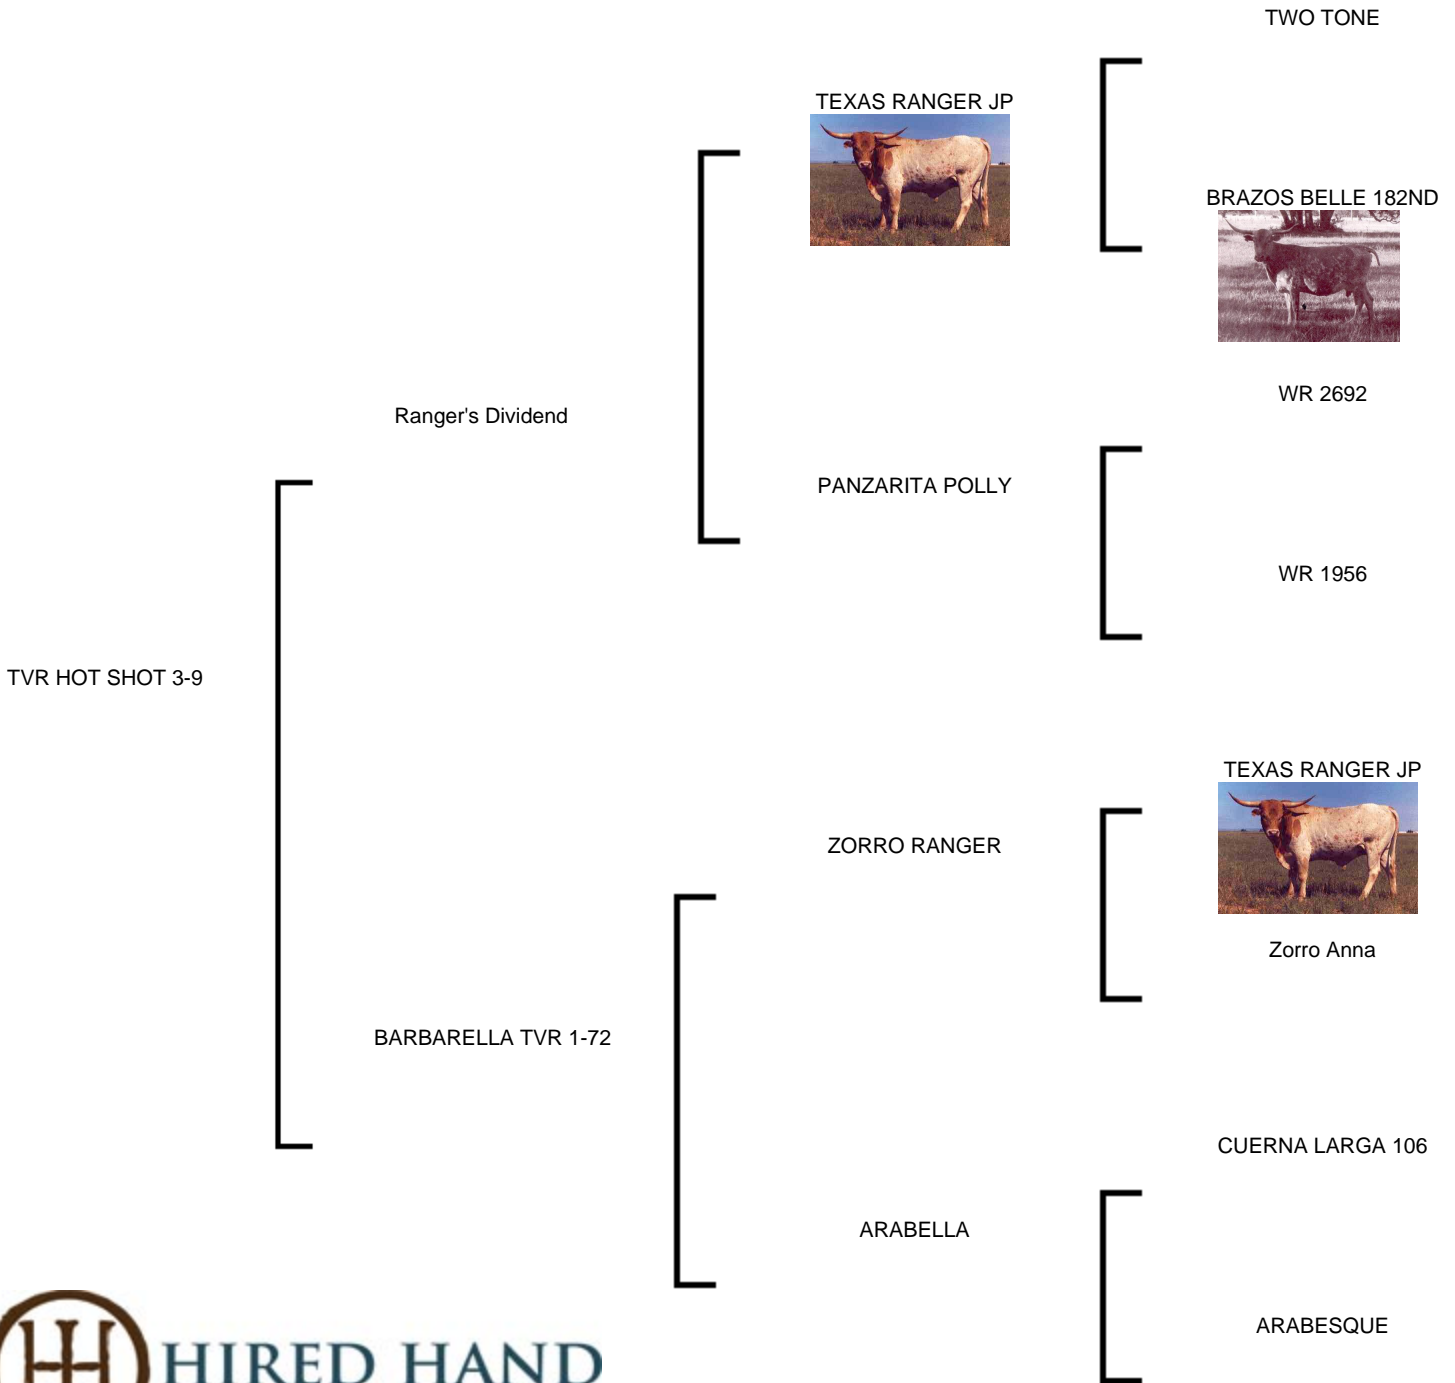 TWO TONE
TEXAS RANGER JP
BRAZOS BELLE 182ND
WR 2692
Ranger's Dividend
PANZARITA POLLY
WR 1956
TVR HOT SHOT 3-9
TEXAS RANGER JP
ZORRO RANGER
Zorro Anna
BARBARELLA TVR 1-72
CUERNA LARGA 106
ARABELLA
ARABESQUE
HIRED HAND